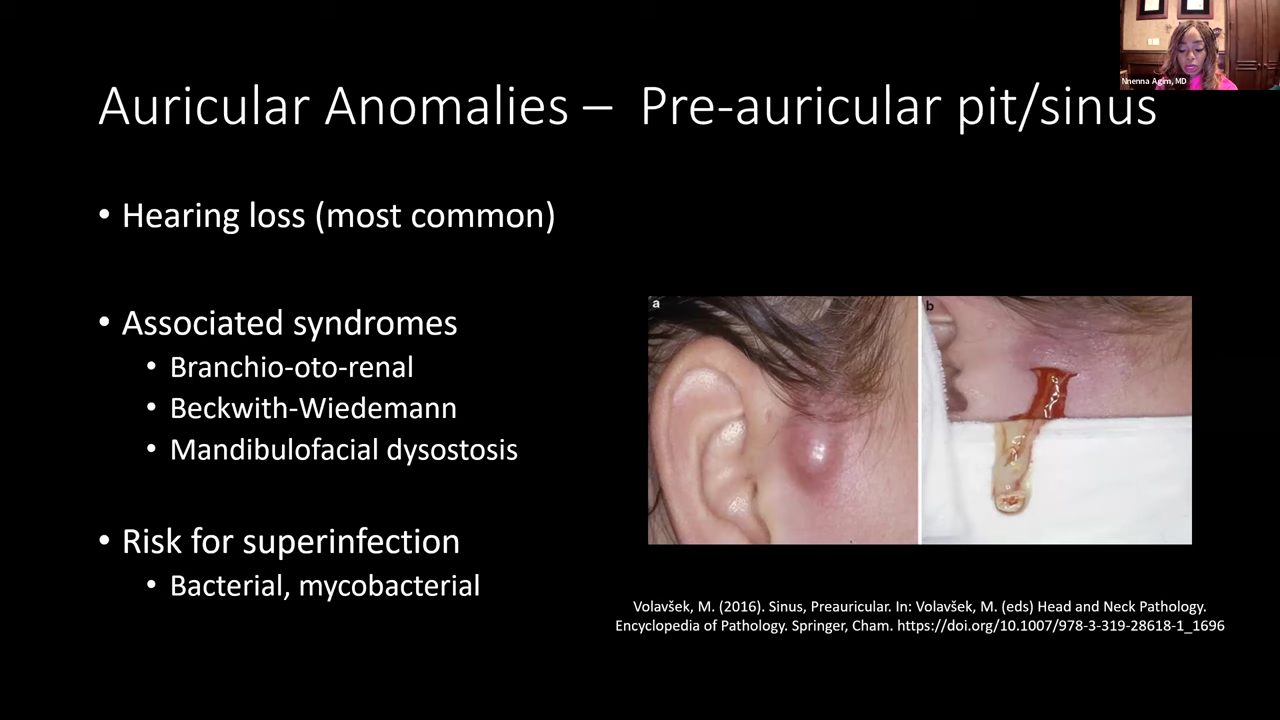 Nnenna Agim, MD
Auricular Anomalies – Pre-auricular pit/sinus
• Hearing loss (most common)
• Associated syndromes
• Branchio-oto-renal
• Beckwith-Wiedemann
• Mandibulofacial dysostosis
• Risk for superinfection
• Bacterial, mycobacterial
a
b
Volavšek, M. (2016). Sinus, Preauricular. In: Volavšek, M. (eds) Head and Neck Pathology.
Encyclopedia of Pathology. Springer, Cham. https://doi.org/10.1007/978-3-319-28618-1_1696